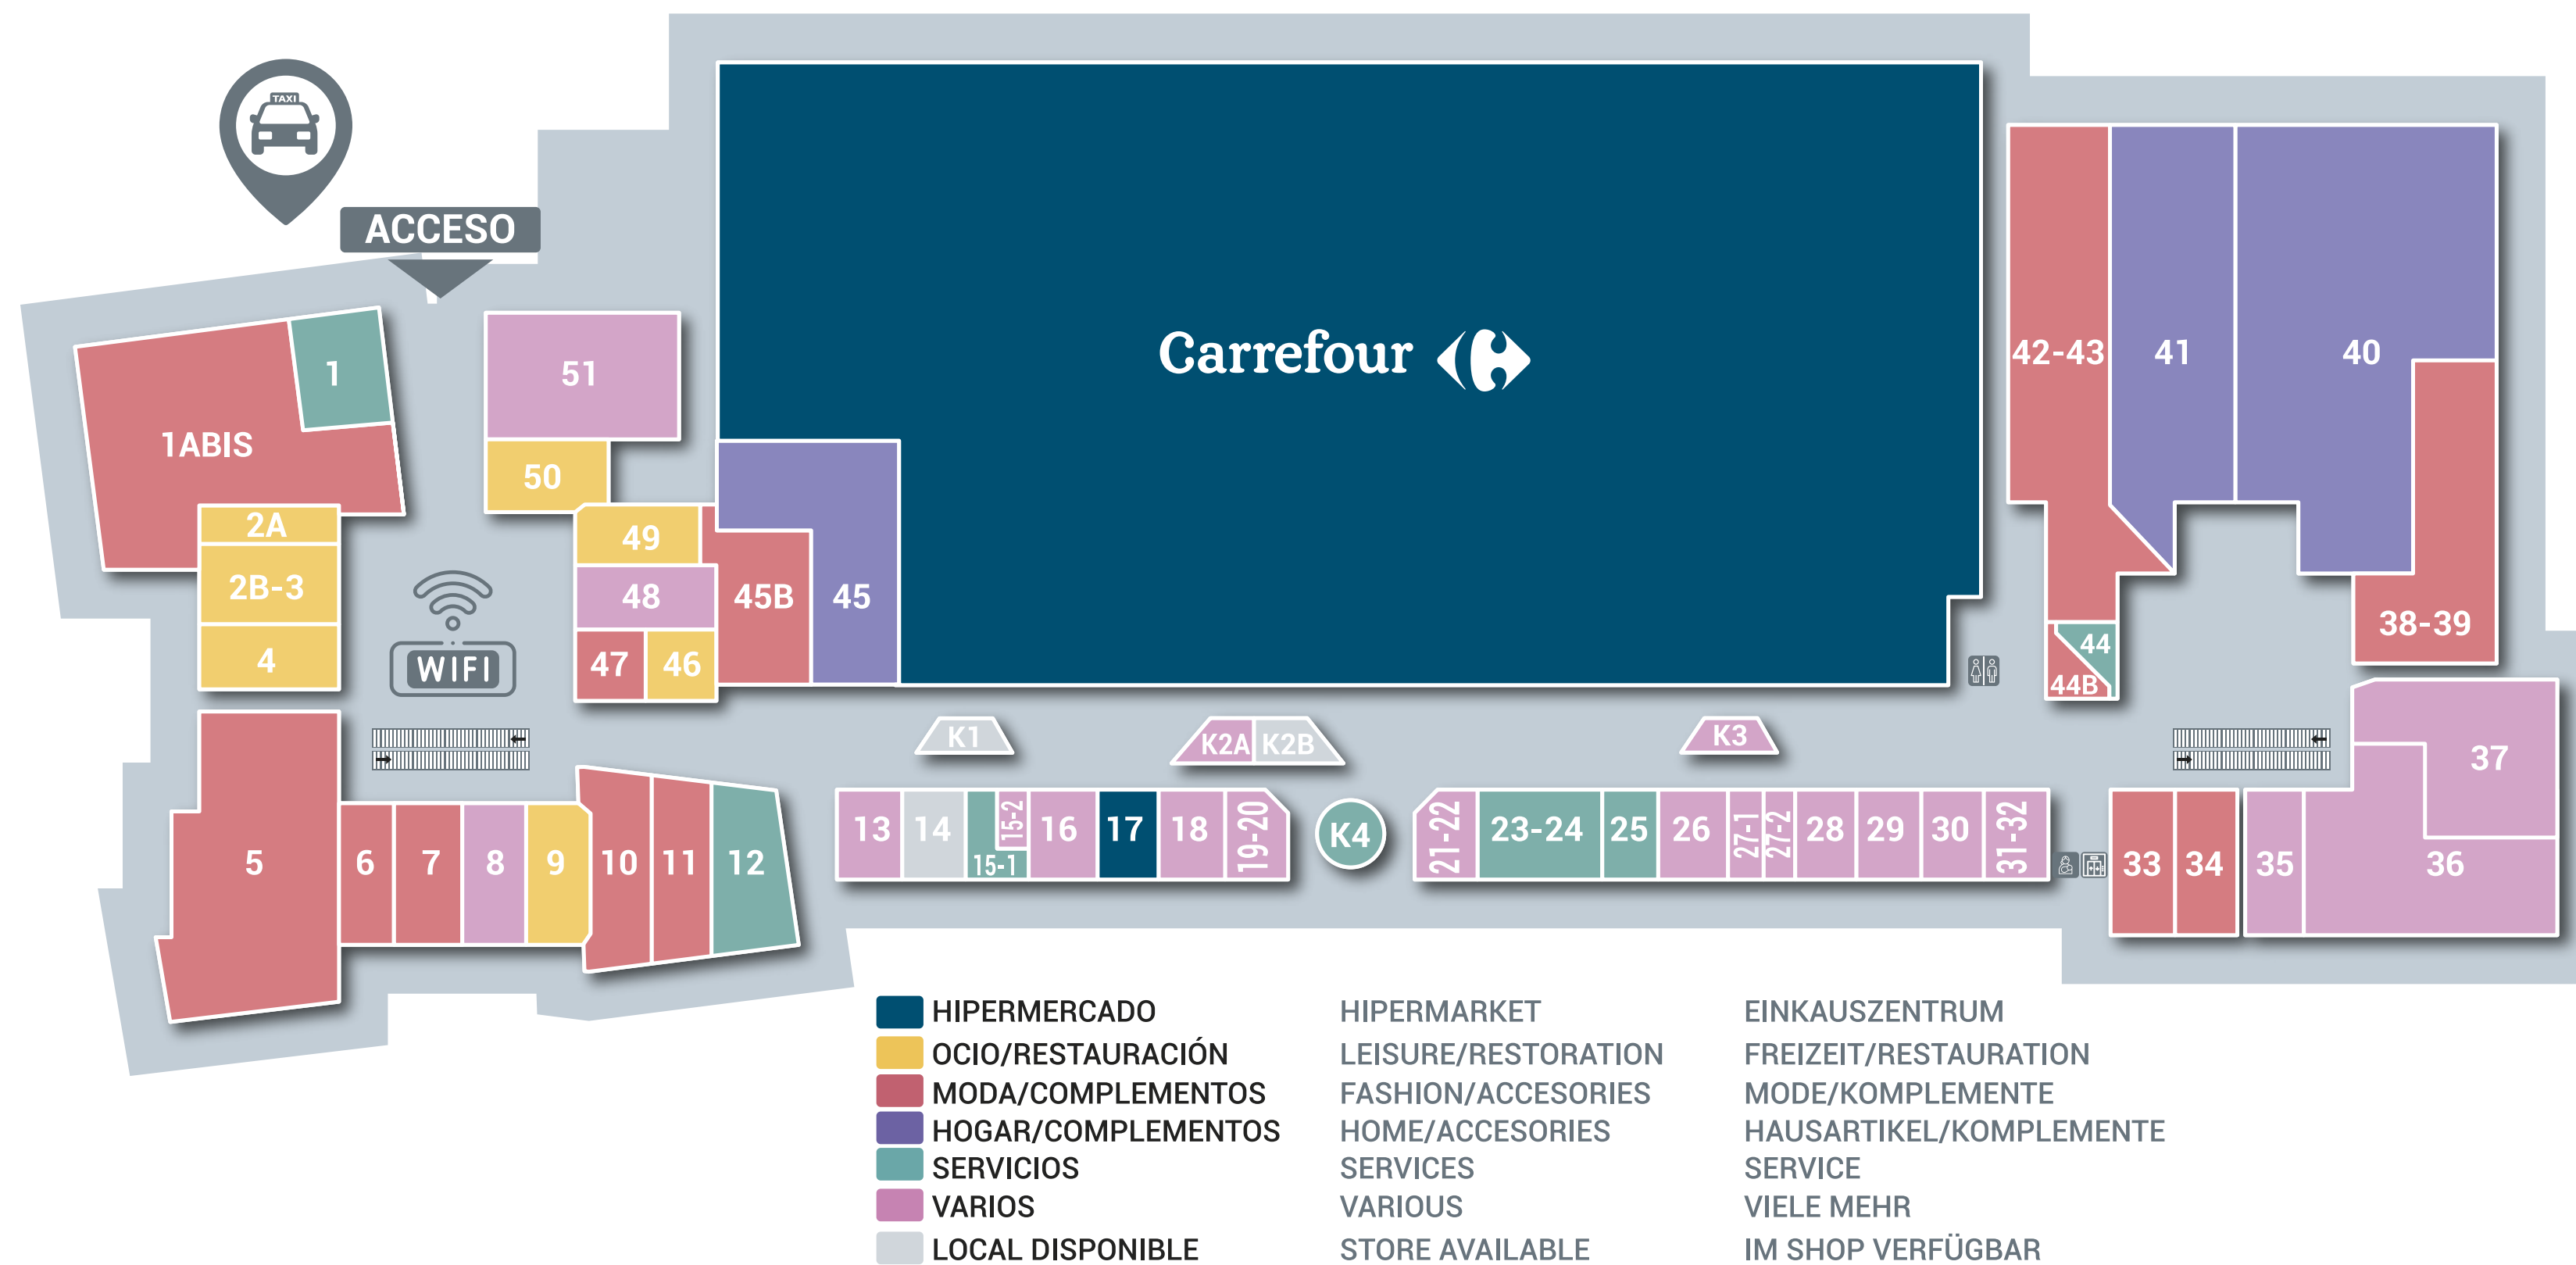 TAXI
ACCESO
1
1ABIS
51
50
2A
2B-3
4
49
48
47
46
45B
45
Carrefour
42-43
41
40
38-39
44
44B
WIFI
K1
K2A
K2B
K3
K4
5
6
7
8
9
10
11
12
13
14
15-1
15-2
16
17
18
19-20
21-22
23-24
25
26
27-1
27-2
28
29
30
31-32
33
34
35
36
37
HIPERMERCADO HIPERMARKET EINKAUSZENTRUM
OCIO/RESTAURACIÓN LEISURE/RESTORATION FREIZEIT/RESTAURATION
MODA/COMPLEMENTOS FASHION/ACCESORIES MODE/KOMPLEMENTE
HOGAR/COMPLEMENTOS HOME/ACCESORIES HAUSARTIKEL/KOMPLEMENTE
SERVICIOS SERVICES SERVICE
VARIOS VARIOUS VIELE MEHR
LOCAL DISPONIBLE STORE AVAILABLE IM SHOP VERFÜGBAR